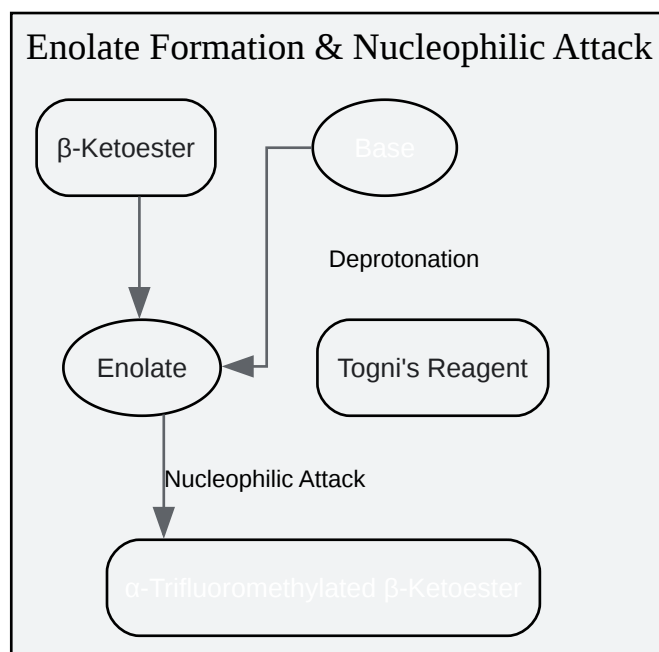 Enolate Formation & Nucleophilic Attack
β-Ketoester
Base
Deprotonation
Enolate
Togni's Reagent
Nucleophilic Attack
α-Trifluoromethylated β-Ketoester